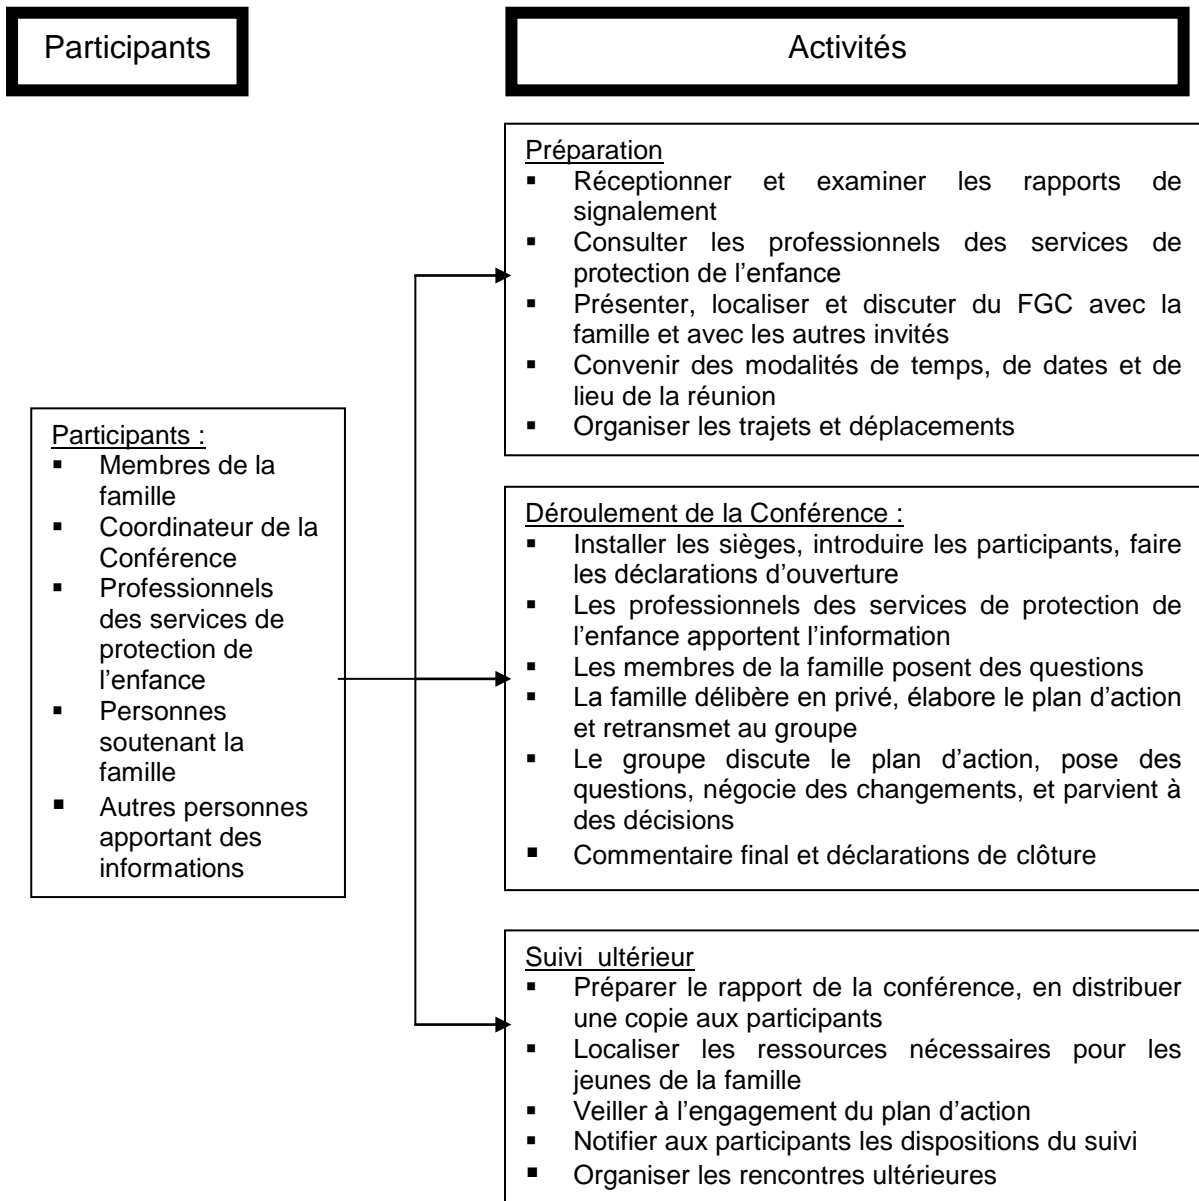 Participants
Activités
Participants :
▪ Membres de la
famille
▪ Coordinateur de la
Conférence
▪ Professionnels
des services de
protection de
l’enfance
▪ Personnes
soutenant la
famille
▪ Autres personnes
apportant des
informations
Préparation
▪ Réceptionner et examiner les rapports de
signalement
▪ Consulter les professionnels des services de
protection de l’enfance
▪ Présenter, localiser et discuter du FGC avec la
famille et avec les autres invités
▪ Convenir des modalités de temps, de dates et de
lieu de la réunion
▪ Organiser les trajets et déplacements
Déroulement de la Conférence :
▪ Installer les sièges, introduire les participants, faire
les déclarations d’ouverture
▪ Les professionnels des services de protection de
l’enfance apportent l’information
▪ Les membres de la famille posent des questions
▪ La famille délibère en privé, élabore le plan d’action
et retransmet au groupe
▪ Le groupe discute le plan d’action, pose des
questions, négocie des changements, et parvient à
des décisions
▪ Commentaire final et déclarations de clôture
Suivi ultérieur
▪ Préparer le rapport de la conférence, en distribuer
une copie aux participants
▪ Localiser les ressources nécessaires pour les
jeunes de la famille
▪ Veiller à l’engagement du plan d’action
▪ Notifier aux participants les dispositions du suivi
▪ Organiser les rencontres ultérieures